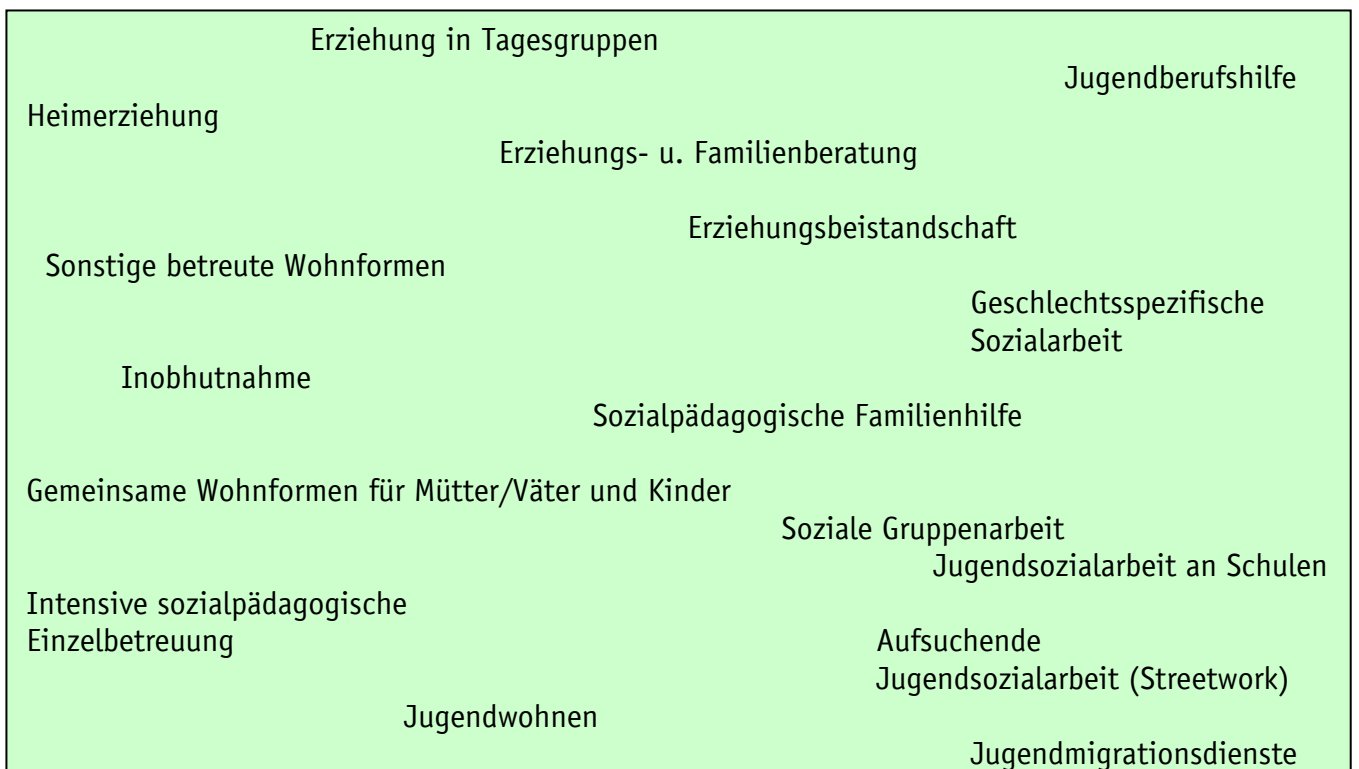 Erziehung in Tagesgruppen
Jugendberufshilfe
Heimerziehung
Erziehungs- u. Familienberatung
Erziehungsbeistandschaft
Sonstige betreute Wohnformen
Geschlechtsspezifische
Sozialarbeit
Inobhutnahme
Sozialpädagogische Familienhilfe
Gemeinsame Wohnformen für Mütter/Väter und Kinder
Soziale Gruppenarbeit
Jugendsozialarbeit an Schulen
Intensive sozialpädagogische
Einzelbetreuung
Aufsuchende
Jugendsozialarbeit (Streetwork)
Jugendwohnen
Jugendmigrationsdienste